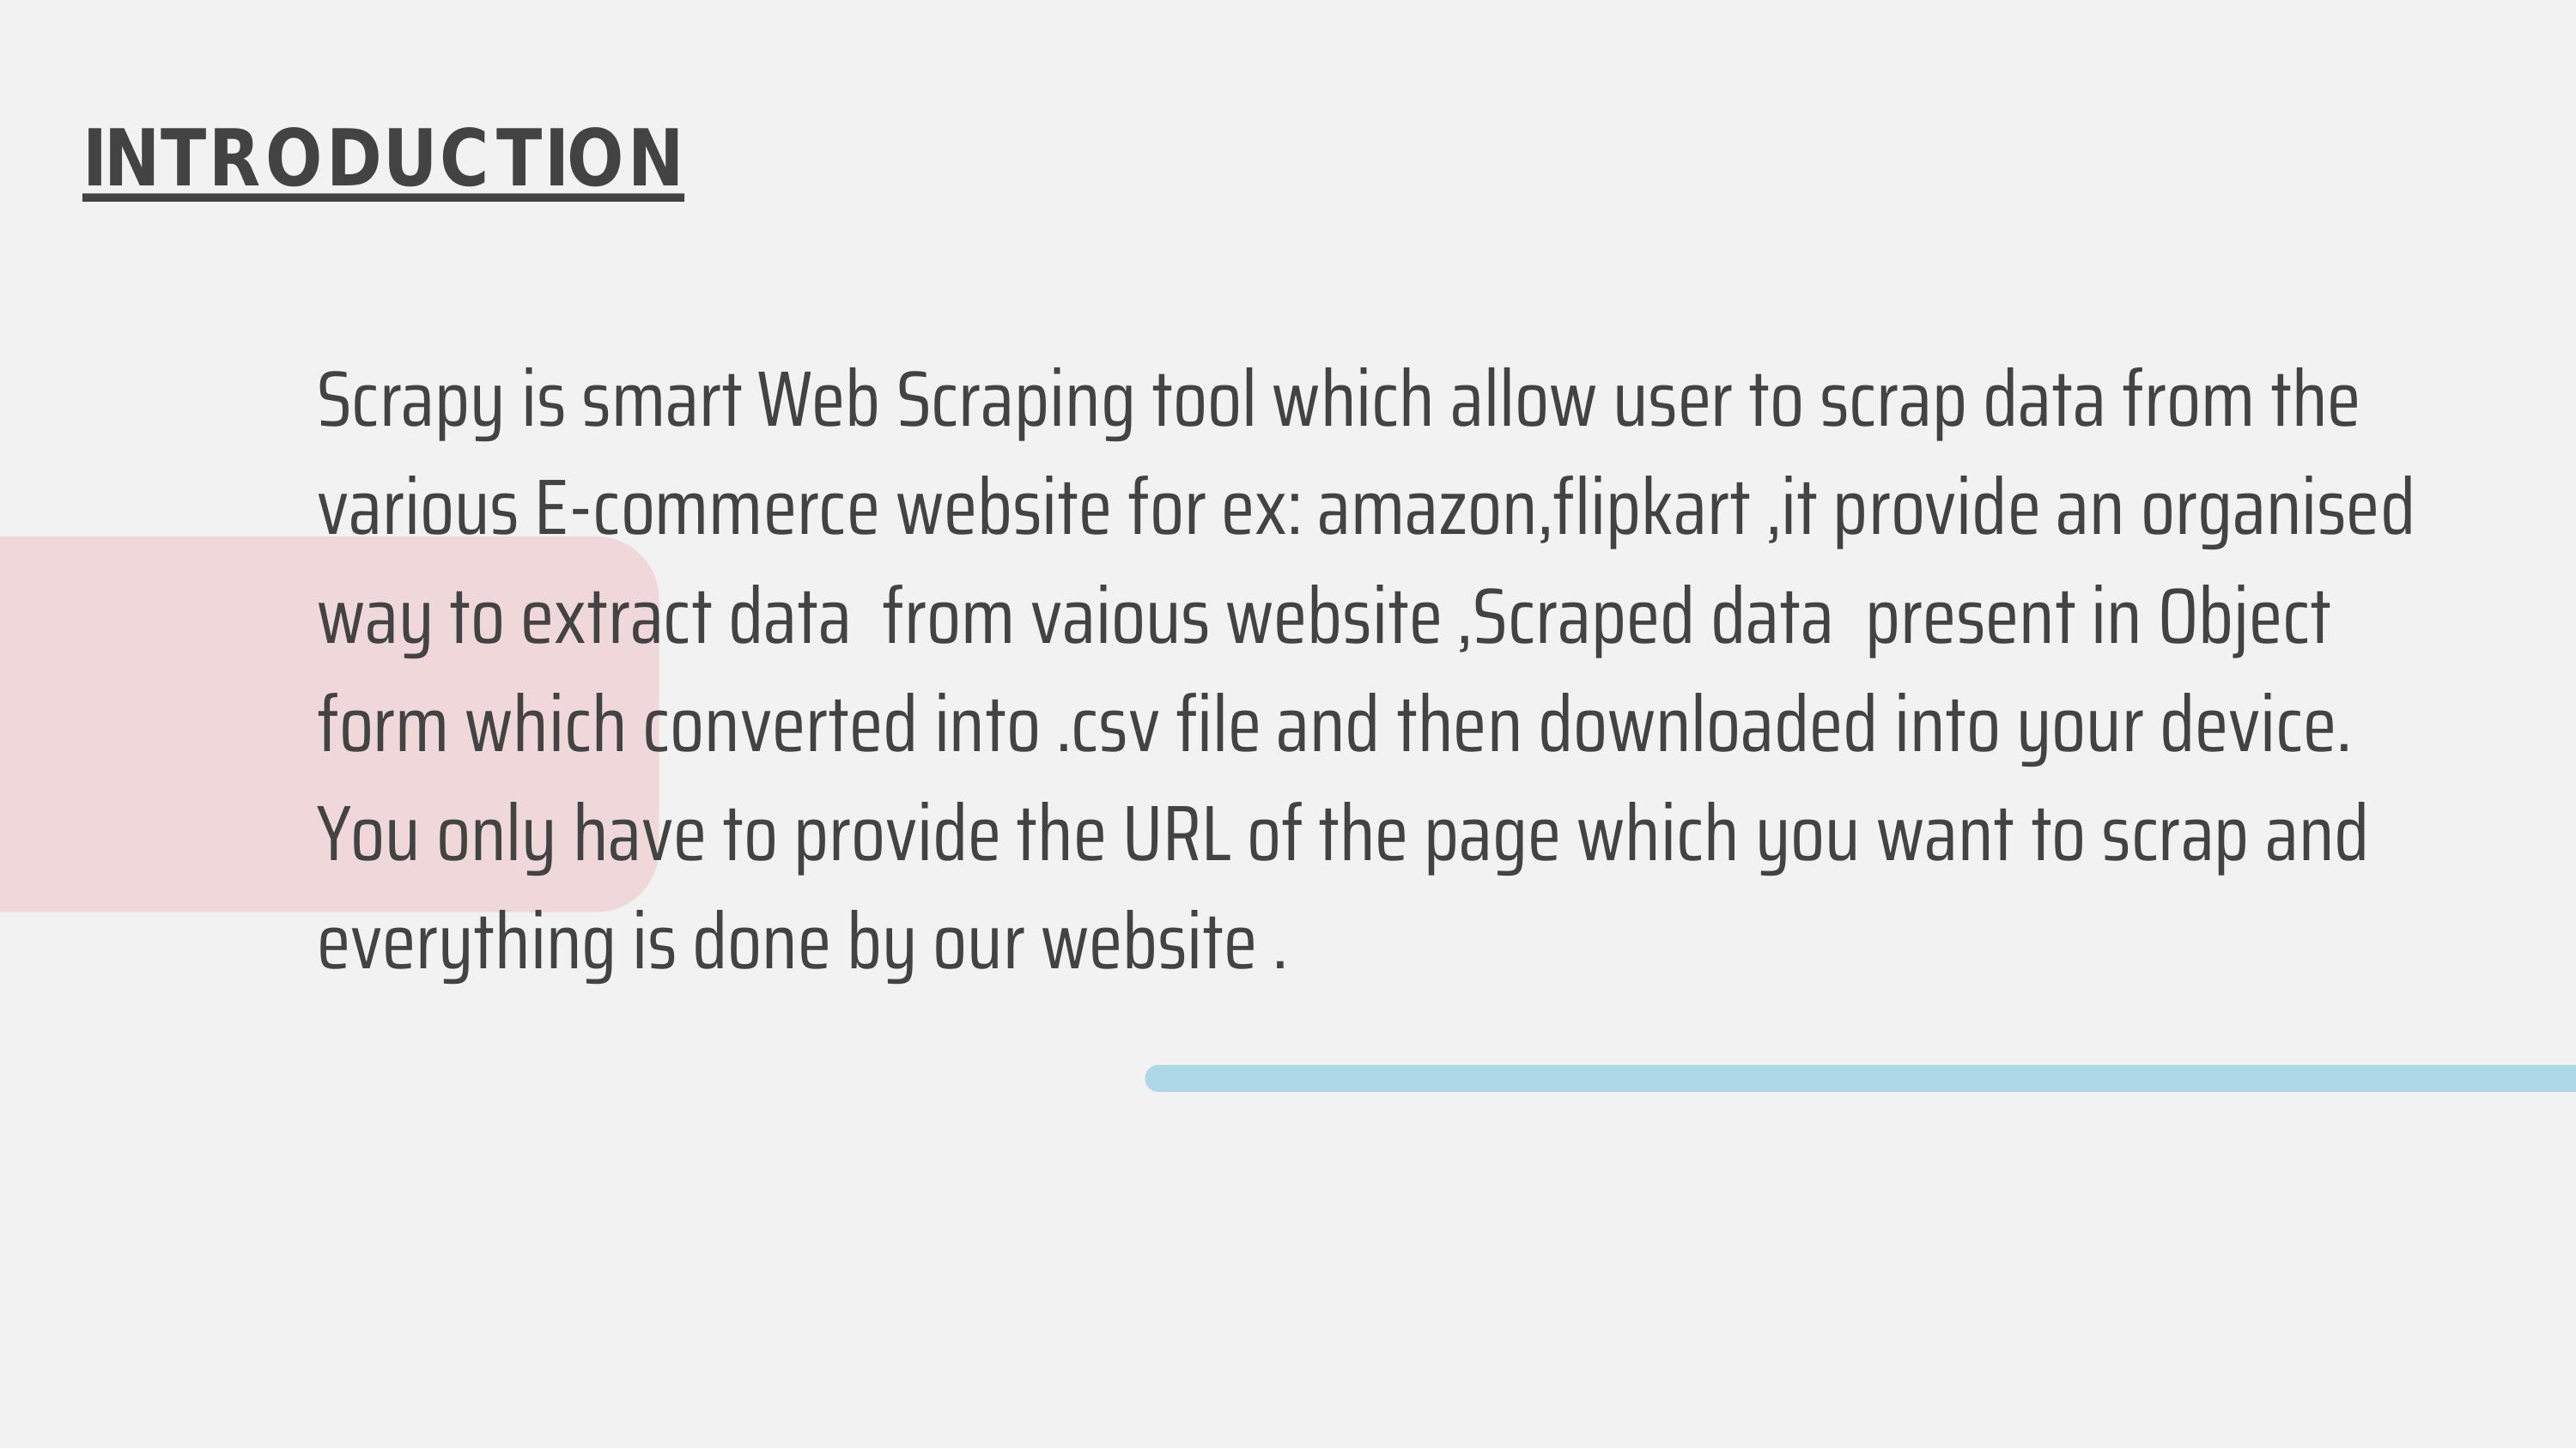 INTRODUCTION
Scrapy is smart Web Scraping tool which allow user to scrap data from the
various E-commerce website for ex: amazon,flipkart ,it provide an organised
way to extract data  from vaious website ,Scraped data  present in Object
form which converted into .csv file and then downloaded into your device.
You only have to provide the URL of the page which you want to scrap and
everything is done by our website .